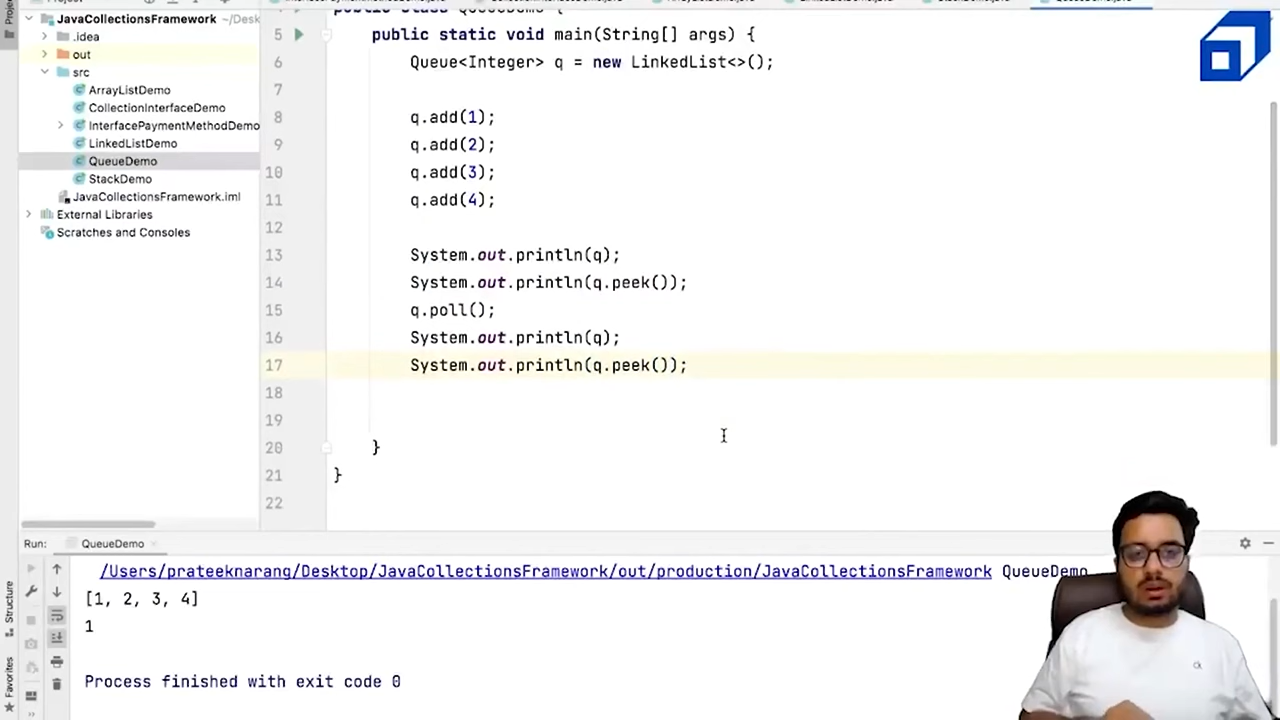 JavaCollectionsFramework ~/Desk
.idea
out
src
ArrayListDemo
CollectionInterfaceDemo
InterfacePaymentMethodDemo
LinkedListDemo
QueueDemo
StackDemo
JavaCollectionsFramework.iml
External Libraries
Scratches and Consoles
5 public static void main(String[] args) {
6 Queue<Integer> q = new LinkedList<>();
7
8 q.add(1);
9 q.add(2);
10 q.add(3);
11 q.add(4);
12
13 System.out.println(q);
14 System.out.println(q.peek());
15 q.poll();
16 System.out.println(q);
17 System.out.println(q.peek());
18
19
20 }
21 }
22
Run: QueueDemo
/Users/prateeknarang/Desktop/JavaCollectionsFramework/out/production/JavaCollectionsFramework QueueDemo
[1, 2, 3, 4]
1
Process finished with exit code 0
Structure
Favorites